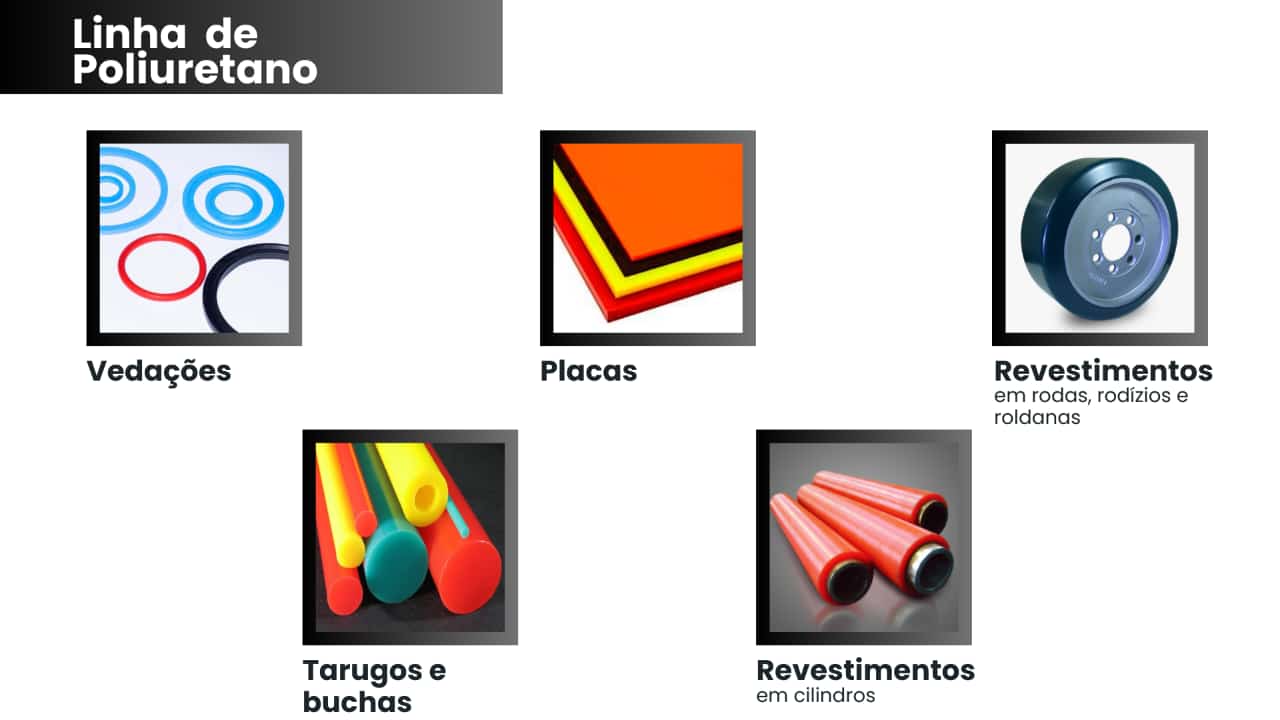 Linha de
Poliuretano
Vedações
Placas
Revestimentos
em rodas, rodízios e
roldanas
Tarugos e
buchas
Revestimentos
em cilindros